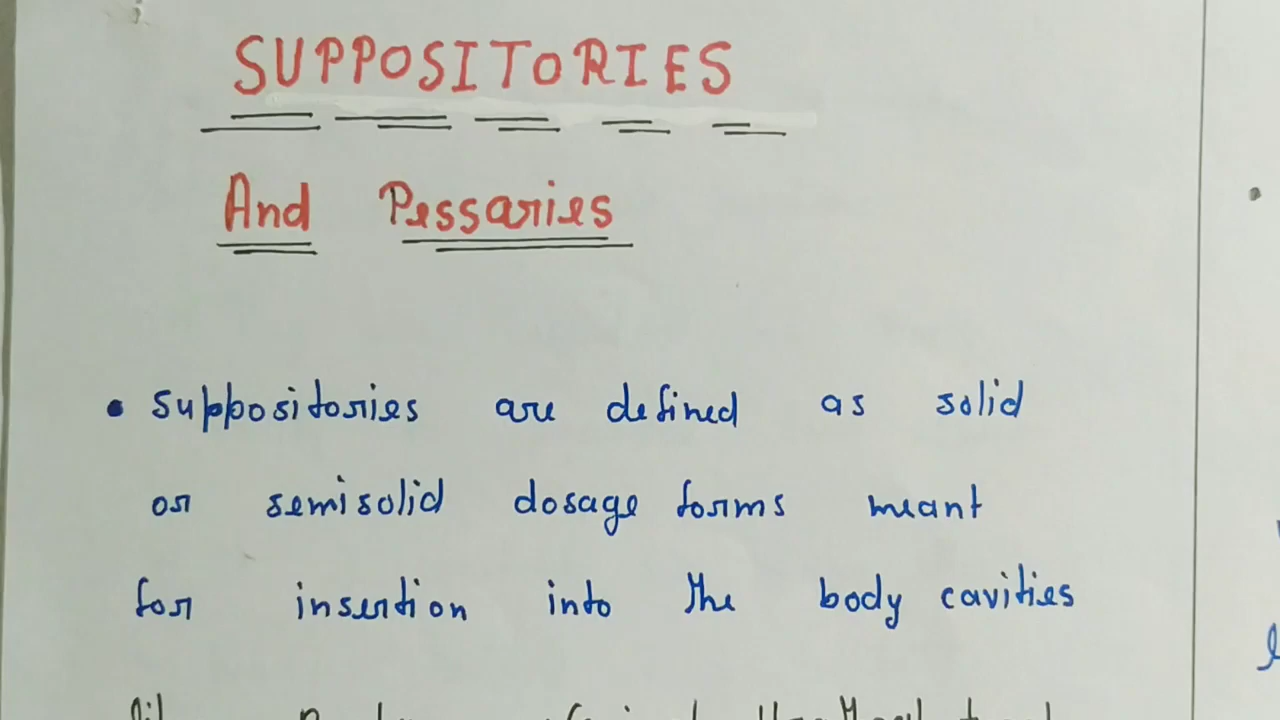 SUPPOSITORIES
And Pessaries
• suppositories are defined as solid
or semisolid dosage forms meant
for insertion into the body cavities